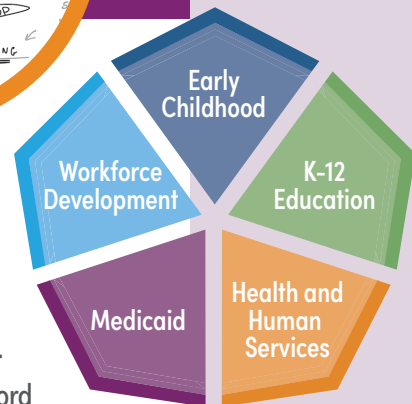 Early
Childhood
Workforce
Development
K-12
Education
Medicaid
Health and
Human
Services